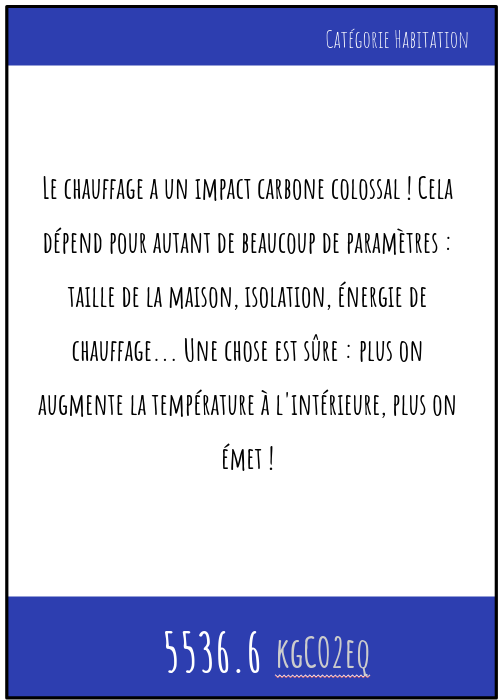 Catégorie Habitation
Le chauffage a un impact carbone colossal ! Cela
dépend pour autant de beaucoup de paramètres :
taille de la maison, isolation, énergie de
chauffage... Une chose est sûre : plus on
augmente la température à l'intérieure, plus on
émet !
5536.6 kgCO2eq